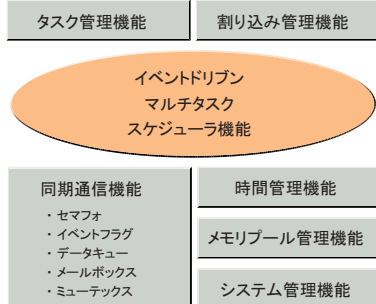 タスク管理機能
割り込み管理機能
イベントドリブン
マルチタスク
スケジューラ機能
同期通信機能
・セマフォ
・イベントフラグ
・データキュー
・メールボックス
・ミューテックス
時間管理機能
メモリプール管理機能
システム管理機能